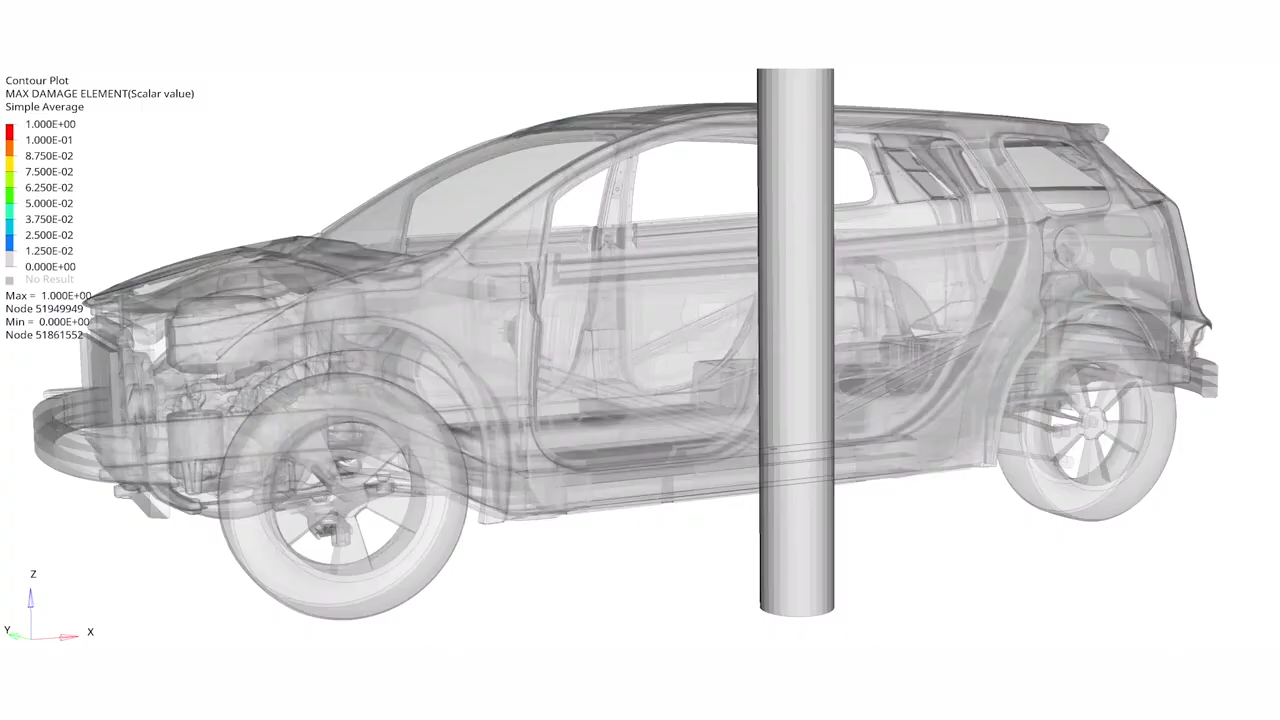 Contour Plot
MAX DAMAGE ELEMENT(Scalar value)
Simple Average
1.000E+00
1.000E-01
8.750E-02
7.500E-02
6.250E-02
5.000E-02
3.750E-02
2.500E-02
1.250E-02
0.000E+00
No Result
Max = 1.000E+00
Node 51949949
Min = 0.000E+00
Node 51861552
Z
Y
X